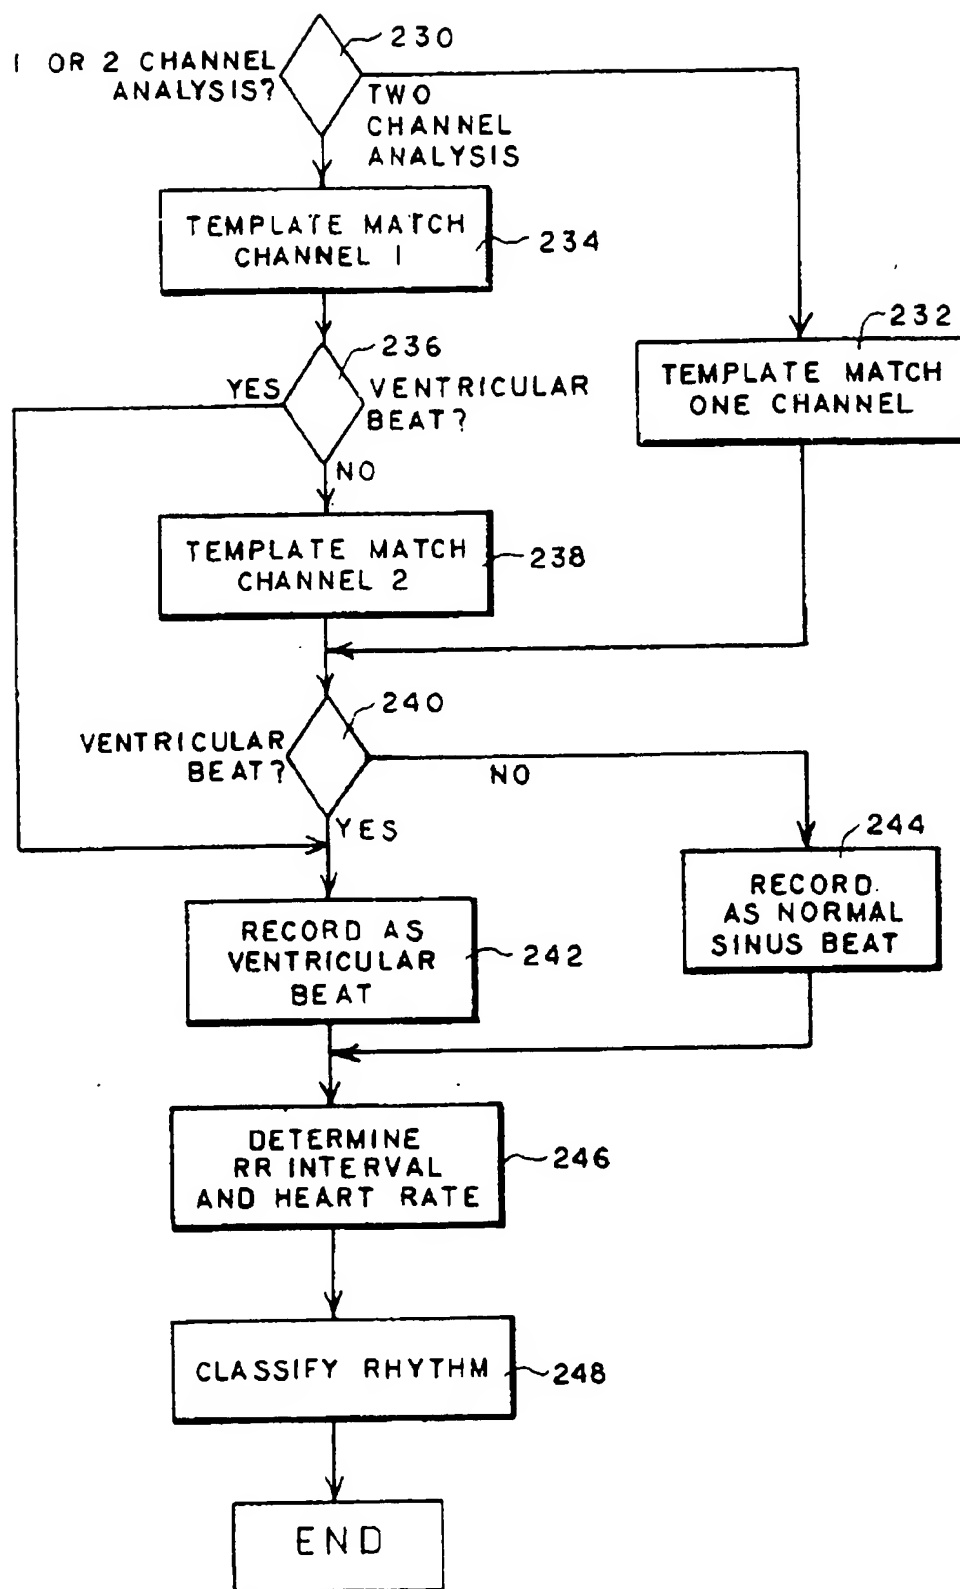 230
1 OR 2 CHANNEL
ANALYSIS?
TWO
CHANNEL
ANALYSIS
TEMPLATE MATCH
CHANNEL 1
234
232
TEMPLATE MATCH
ONE CHANNEL
236
YES
VENTRICULAR
BEAT?
NO
TEMPLATE MATCH
CHANNEL 2
238
240
VENTRICULAR
BEAT?
NO
YES
244
RECORD
AS NORMAL
SINUS BEAT
RECORD AS
VENTRICULAR
BEAT
242
DETERMINE
RR INTERVAL
AND HEART RATE
246
CLASSIFY RHYTHM
248
END